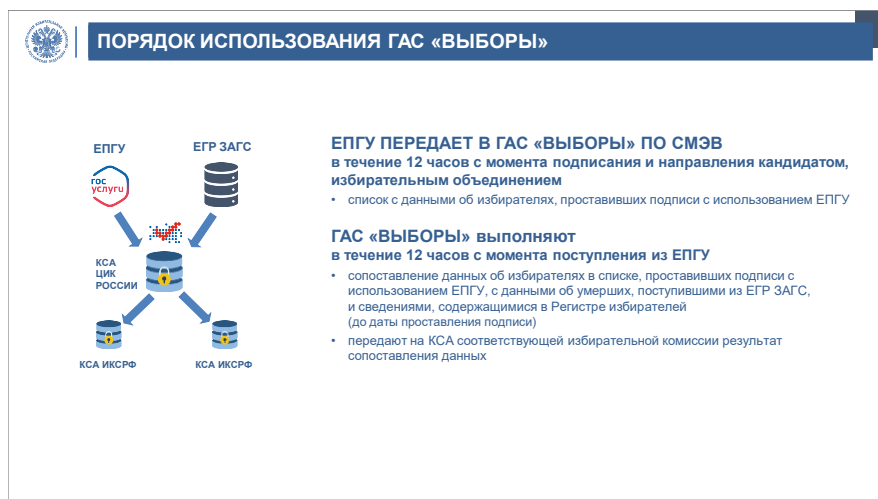 ПОРЯДОК ИСПОЛЬЗОВАНИЯ ГАС «ВЫБОРЫ»
ЕПГУ
ЕГР ЗАГС
гос
услуги
КСА
ЦИК
РОССИИ
КСА ИКСРФ
КСА ИКСРФ
ЕПГУ ПЕРЕДАЕТ В ГАС «ВЫБОРЫ» ПО СМЭВ
в течение 12 часов с момента подписания и направления кандидатом,
избирательным объединением
• список с данными об избирателях, проставивших подписи с использованием ЕПГУ
ГАС «ВЫБОРЫ» выполняют
в течение 12 часов с момента поступления из ЕПГУ
• сопоставление данных об избирателях в списке, проставивших подписи с
использованием ЕПГУ, с данными об умерших, поступившими из ЕГР ЗАГС,
и сведениями, содержащимися в Регистре избирателей
(до даты проставления подписи)
• передают на КСА соответствующей избирательной комиссии результат
сопоставления данных